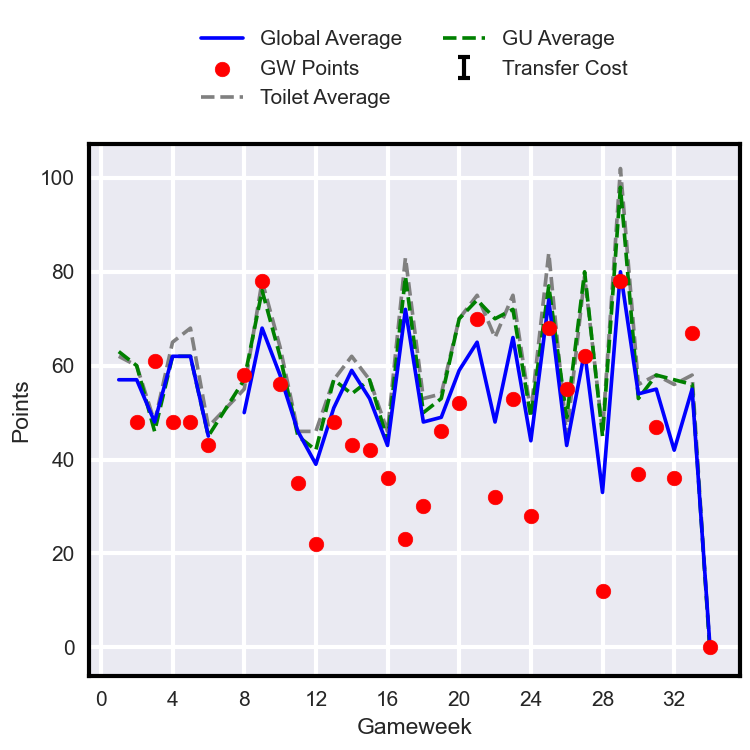 Global Average
GW Points
Toilet Average
GU Average
Transfer Cost
100
80
60
40
20
0
Points
0 4 8 12 16 20 24 28 32
Gameweek